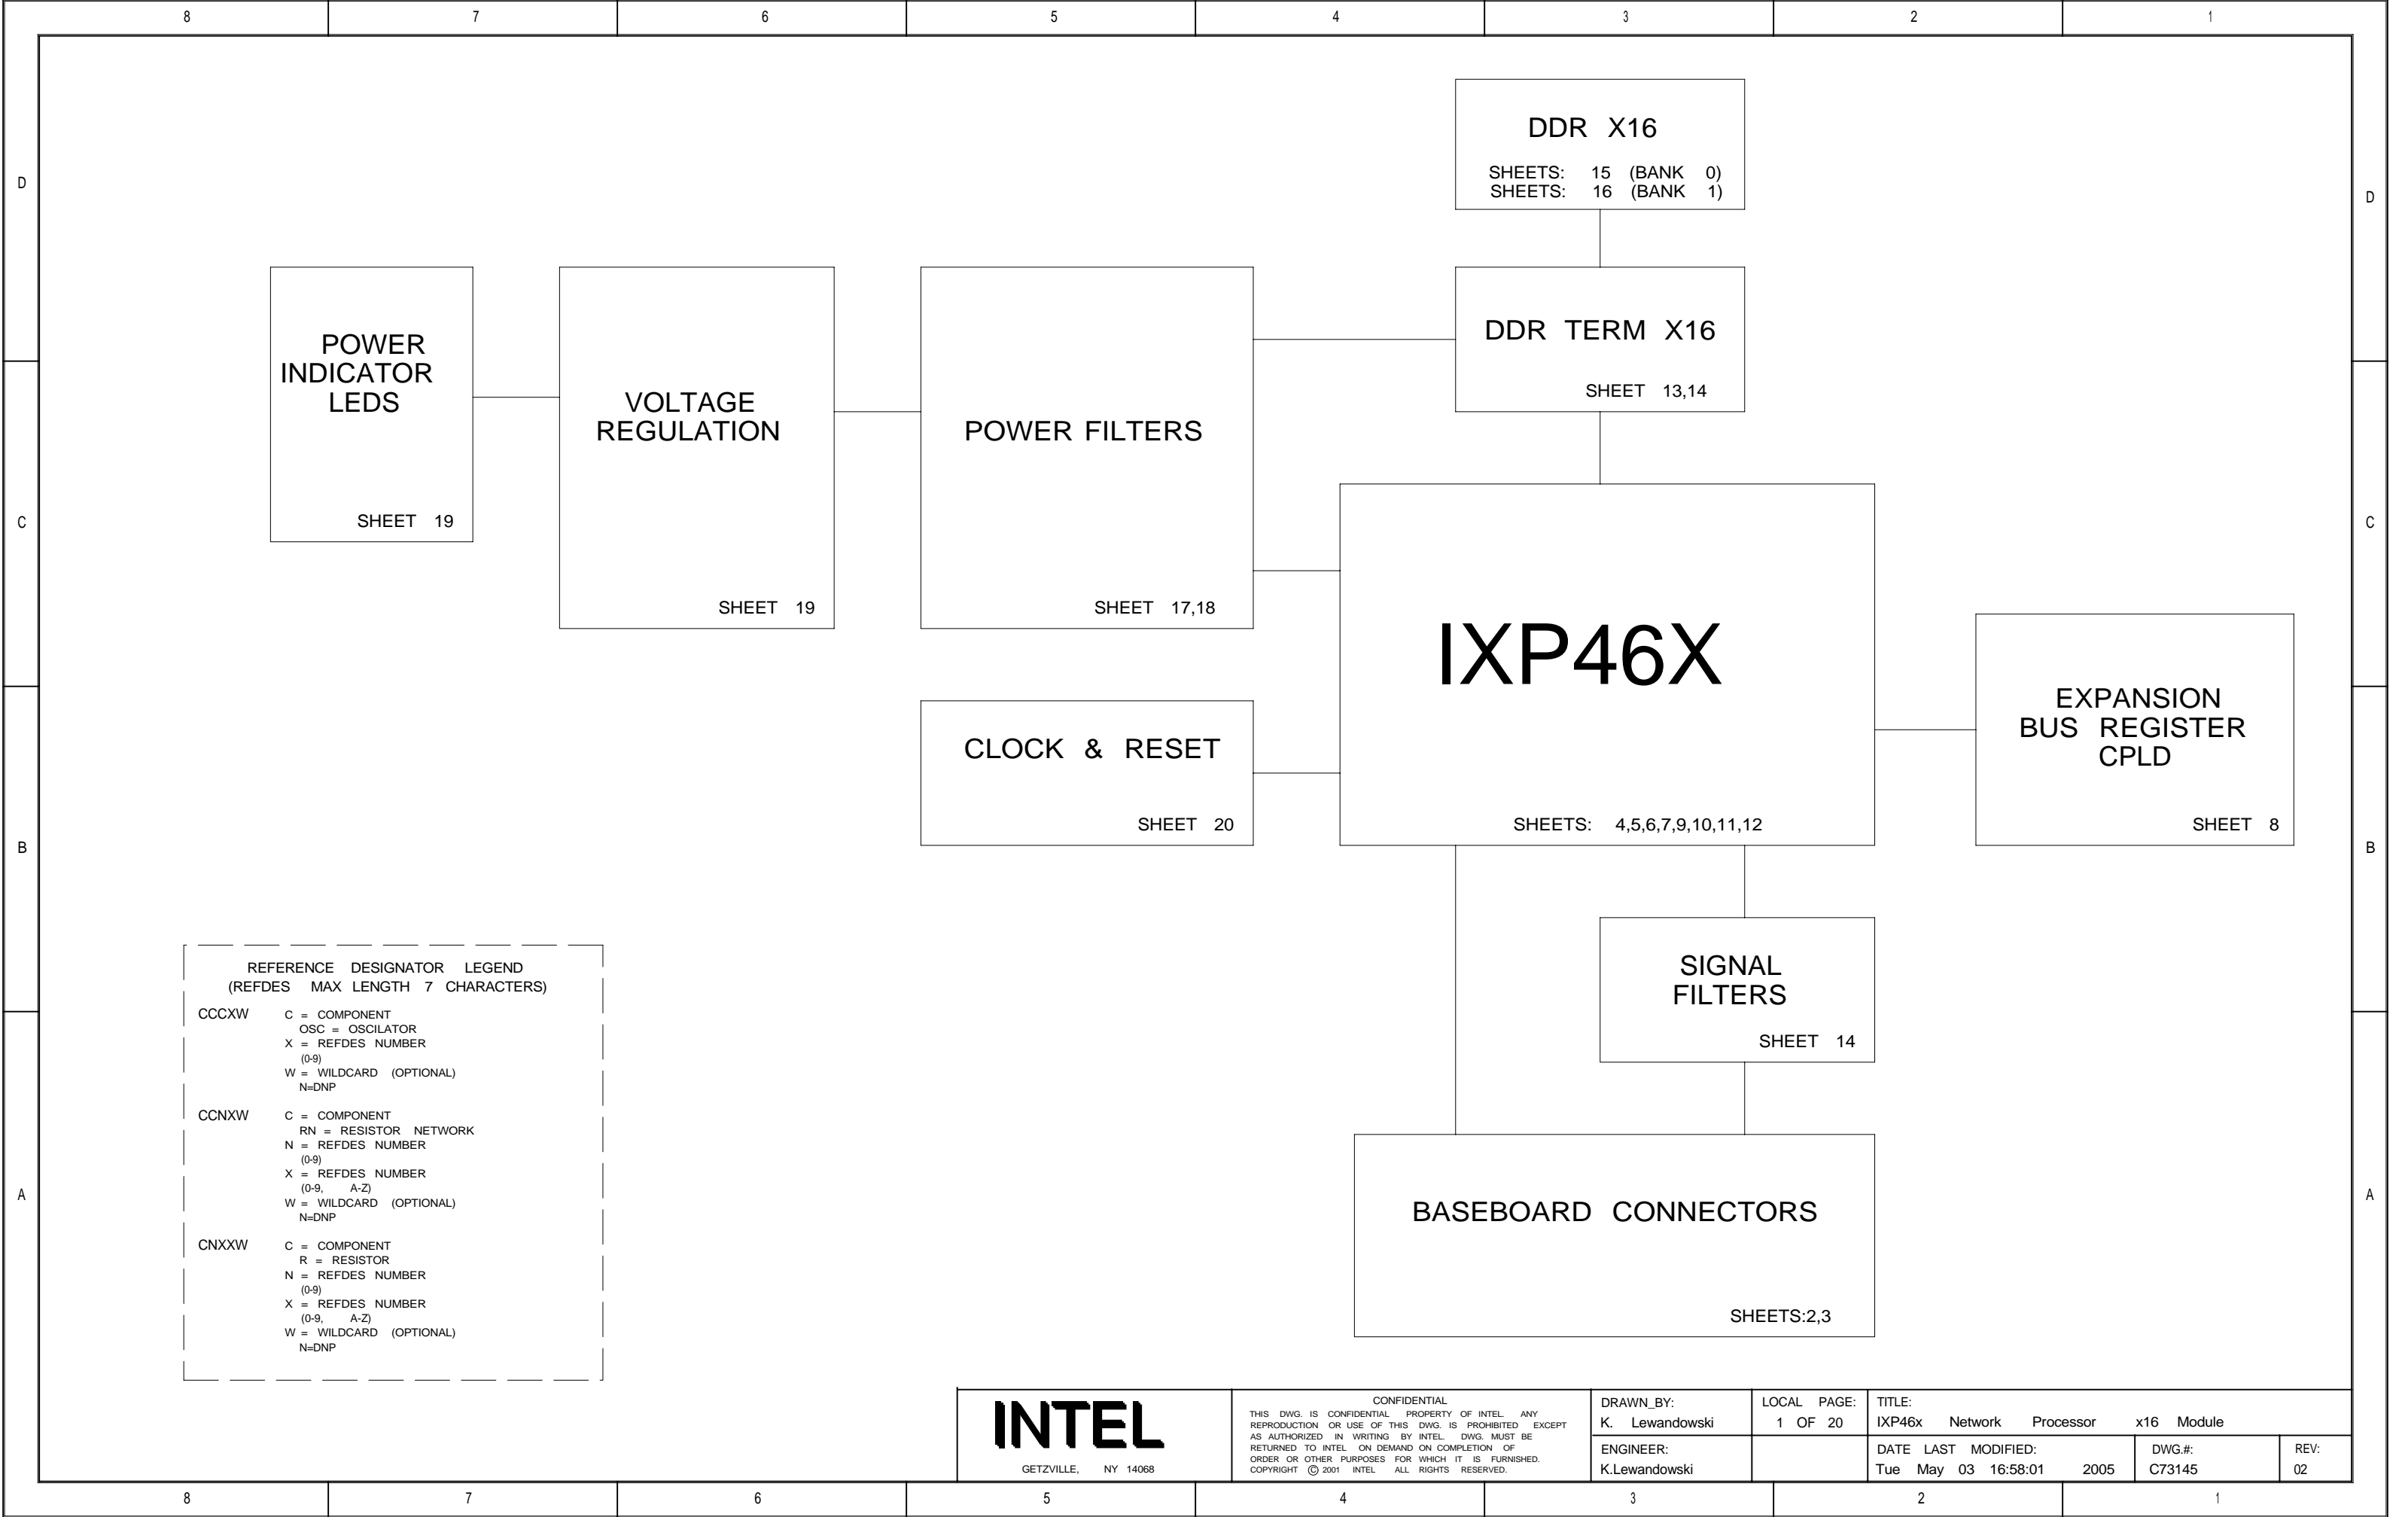 8 7 6 5 4 3 2 1
D
C
B
A
D
C
B
A
DDR X16
SHEETS: 15 (BANK 0)
SHEETS: 16 (BANK 1)
POWER
INDICATOR
LEDS
SHEET 19
VOLTAGE
REGULATION
SHEET 19
POWER FILTERS
SHEET 17,18
DDR TERM X16
SHEET 13,14
IXP46X
SHEETS: 4,5,6,7,9,10,11,12
CLOCK & RESET
SHEET 20
EXPANSION
BUS REGISTER
CPLD
SHEET 8
SIGNAL
FILTERS
SHEET 14
BASEBOARD CONNECTORS
SHEETS:2,3
REFERENCE DESIGNATOR LEGEND
(REFDES MAX LENGTH 7 CHARACTERS)
CCCXW C = COMPONENT
OSC = OSCILATOR
X = REFDES NUMBER
(0-9)
W = WILDCARD (OPTIONAL)
N=DNP
CCNXW C = COMPONENT
RN = RESISTOR NETWORK
N = REFDES NUMBER
(0-9)
X = REFDES NUMBER
(0-9, A-Z)
W = WILDCARD (OPTIONAL)
N=DNP
CNXXW C = COMPONENT
R = RESISTOR
N = REFDES NUMBER
(0-9)
X = REFDES NUMBER
(0-9, A-Z)
W = WILDCARD (OPTIONAL)
N=DNP
INTEL
GETZVILLE, NY 14068
CONFIDENTIAL
THIS DWG. IS CONFIDENTIAL PROPERTY OF INTEL. ANY
REPRODUCTION OR USE OF THIS DWG. IS PROHIBITED EXCEPT
AS AUTHORIZED IN WRITING BY INTEL. DWG. MUST BE
RETURNED TO INTEL ON DEMAND ON COMPLETION OF
ORDER OR OTHER PURPOSES FOR WHICH IT IS FURNISHED.
COPYRIGHT © 2001 INTEL ALL RIGHTS RESERVED.
DRAWN_BY:
K. Lewandowski
ENGINEER:
K.Lewandowski
LOCAL PAGE:
1 OF 20
TITLE:
IXP46x Network Processor x16 Module
DATE LAST MODIFIED:
Tue May 03 16:58:01 2005
DWG.#:
C73145
REV:
02
8 7 6 5 4 3 2 1